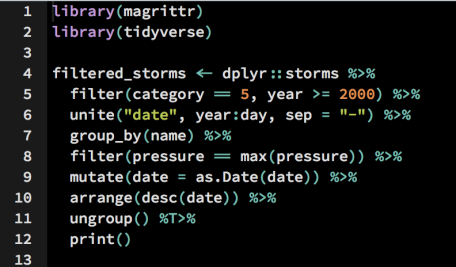 1 library(magrittr)
2 library(tidyverse)
3
4 filtered_storms <- dplyr::storms %>%
5   filter(category == 5, year >= 2000) %>%
6   unite("date", year:day, sep = "-") %>%
7   group_by(name) %>%
8   filter(pressure == max(pressure)) %>%
9   mutate(date = as.Date(date)) %>%
10   arrange(desc(date)) %>%
11   ungroup() %T>%
12   print()
13